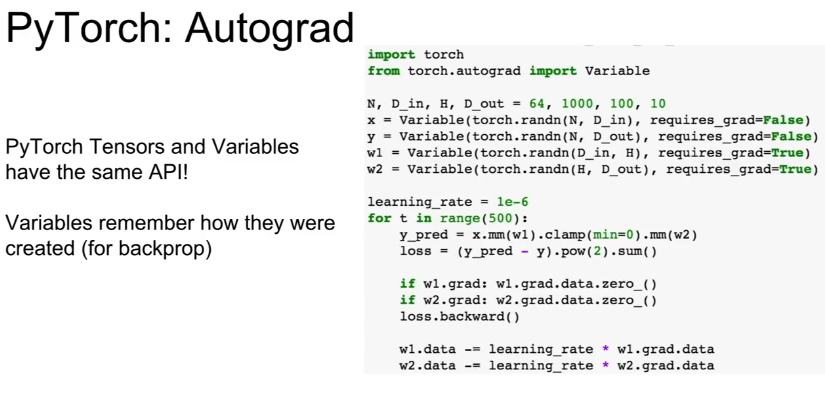 PyTorch: Autograd
PyTorch Tensors and Variables
have the same API!
Variables remember how they were
created (for backprop)
import torch
from torch.autograd import Variable
N, D_in, H, D_out = 64, 1000, 100, 10
x = Variable(torch.randn(N, D_in), requires_grad=False)
y = Variable(torch.randn(N, D_out), requires_grad=False)
w1 = Variable(torch.randn(D_in, H), requires_grad=True)
w2 = Variable(torch.randn(H, D_out), requires_grad=True)
learning_rate = 1e-6
for t in range(500):
    y_pred = x.mm(w1).clamp(min=0).mm(w2)
    loss = (y_pred - y).pow(2).sum()
    if w1.grad: w1.grad.data.zero_()
    if w2.grad: w2.grad.data.zero_()
    loss.backward()
    w1.data -= learning_rate * w1.grad.data
    w2.data -= learning_rate * w2.grad.data